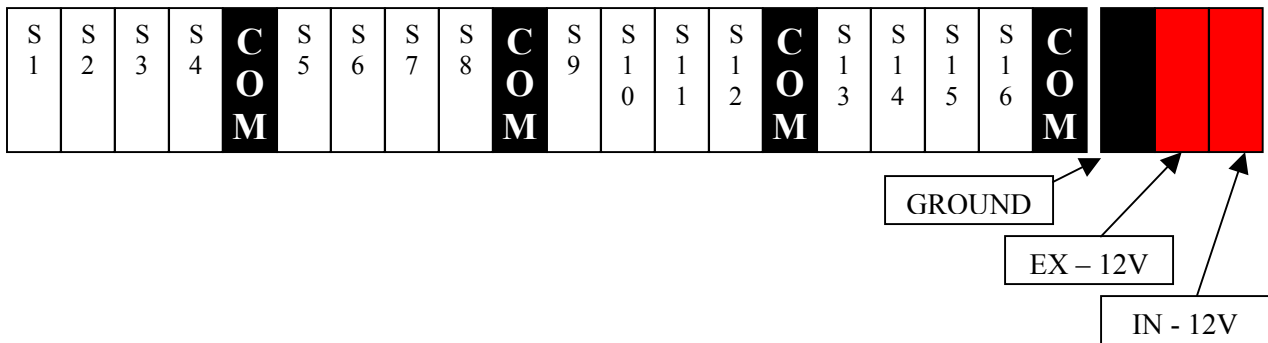 S1 S2 S3 S4 COM S5 S6 S7 S8 COM S9 S10 S11 S12 COM S13 S14 S15 S16 COM
GROUND
EX – 12V
IN - 12V